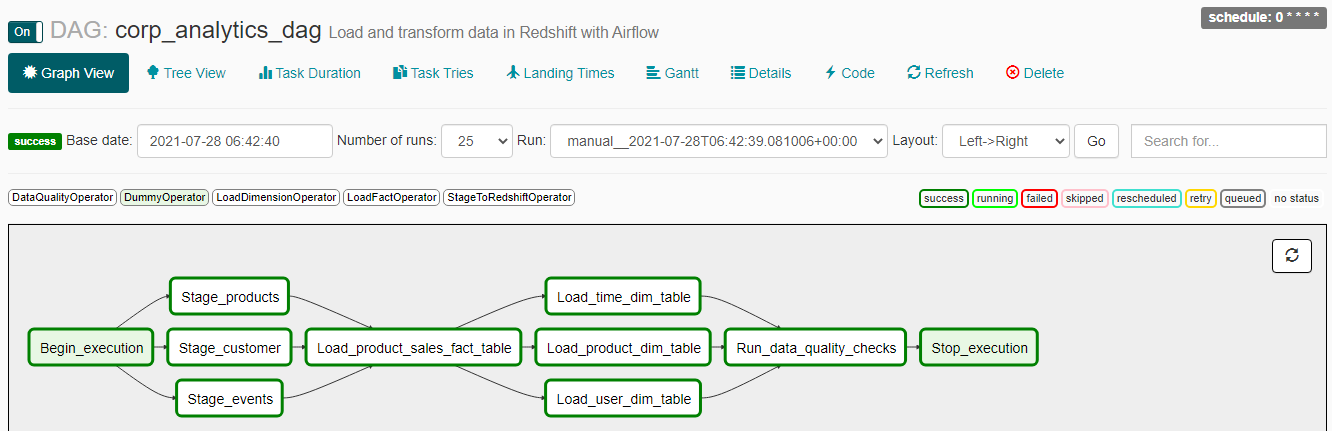 schedule: 0 * * * *
On DAG: corp_analytics_dag Load and transform data in Redshift with Airflow
Graph View Tree View Task Duration Task Tries Landing Times Gantt Details Code Refresh Delete
success Base date: 2021-07-28 06:42:40 Number of runs: 25 Run: manual__2021-07-28T06:42:39.081006+00:00 Layout: Left->Right Go Search for...
DataQualityOperator DummyOperator LoadDimensionOperator LoadFactOperator StageToRedshiftOperator success running failed skipped rescheduled retry queued no status
Stage_products Load_time_dim_table
Begin_execution Stage_customer Load_product_sales_fact_table Load_product_dim_table Run_data_quality_checks Stop_execution
Stage_events Load_user_dim_table